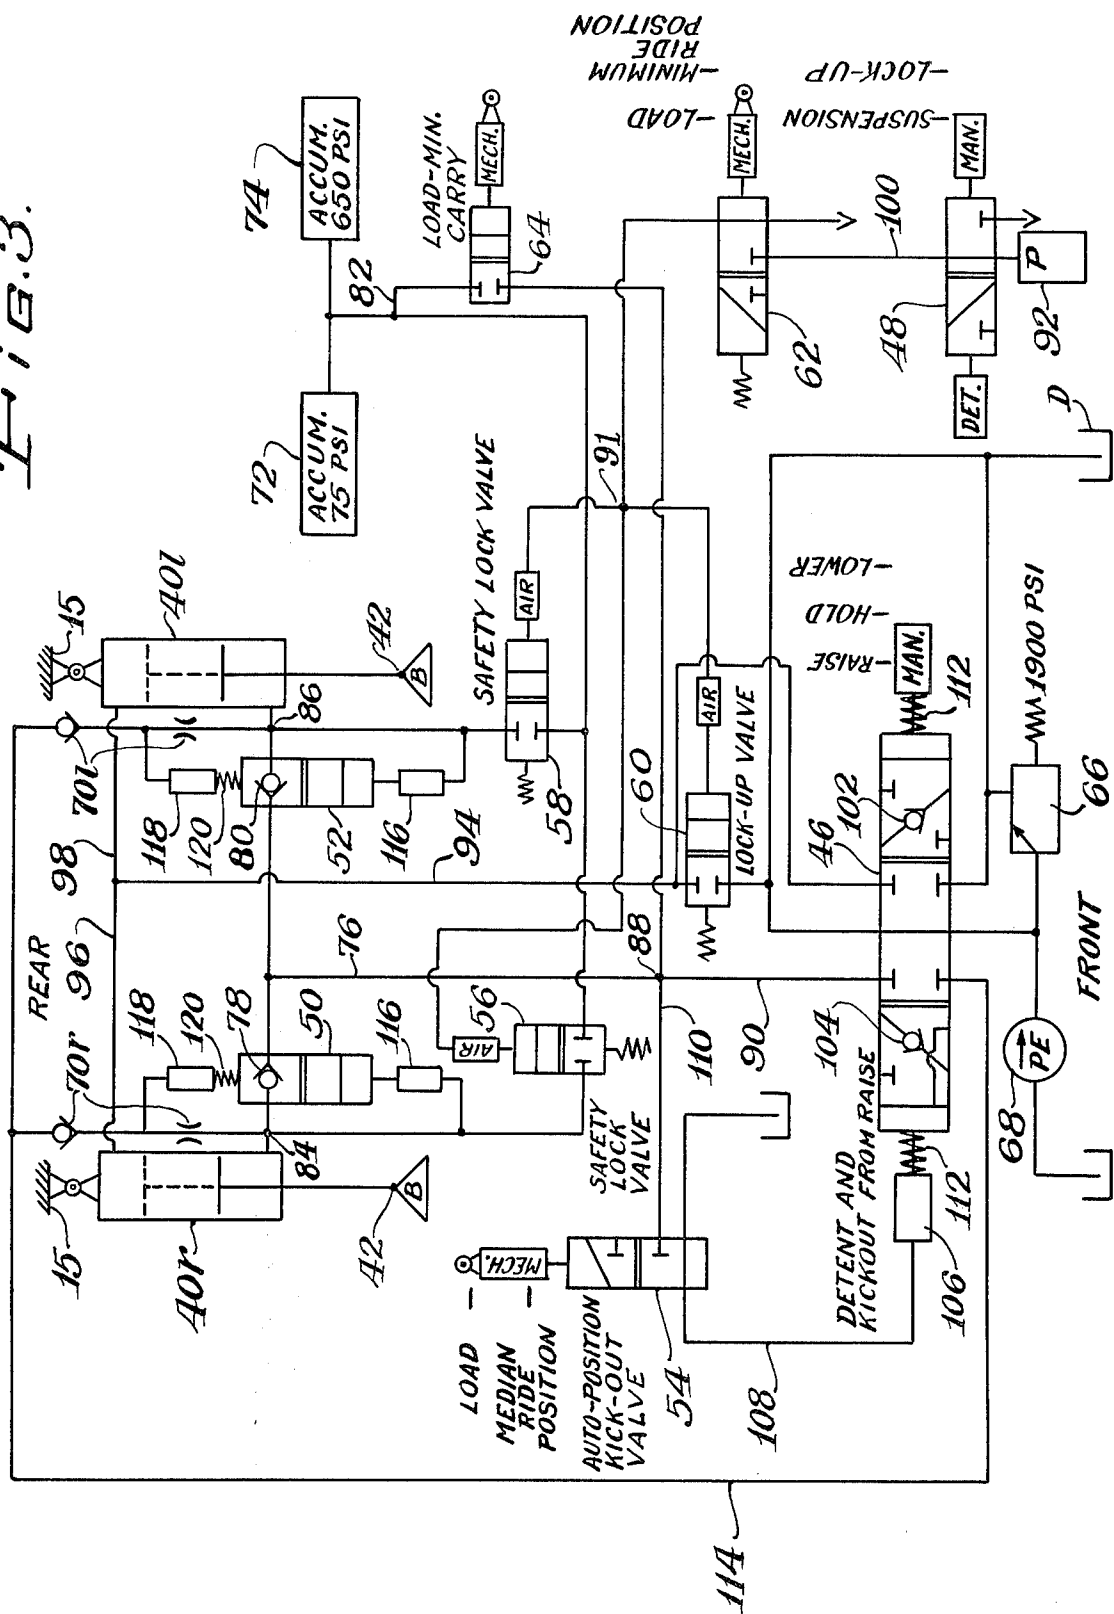 Fig. 3.
74
ACCUM.
650 PSI
72
ACCUM.
75 PSI
82
LOAD-MIN.
CARRY
MECH.
64
-LOAD
-MINIMUM
RIDE
POSITION
MECH.
62
-SUSPENSION
-LOCK-UP
MAN.
100
48
DET.
P
92
D
15
40l
42
B
70l
86
118
120
80
52
116
98
94
SAFETY LOCK VALVE
AIR
58
91
60
AIR
LOCK-UP VALVE
-RAISE
-HOLD
-LOWER
MAN.
112
46
102
1900 PSI
66
REAR
96
76
118
120
78
50
116
70r
84
15
40r
42
B
56
AIR
SAFETY
LOCK
VALVE
88
110
90
104
FRONT
PE
68
DETENT AND
KICKOUT FROM RAISE
112
106
LOAD
MEDIAN
RIDE
POSITION
MECH.
AUTO-POSITION
KICK-OUT
VALVE
54
108
114